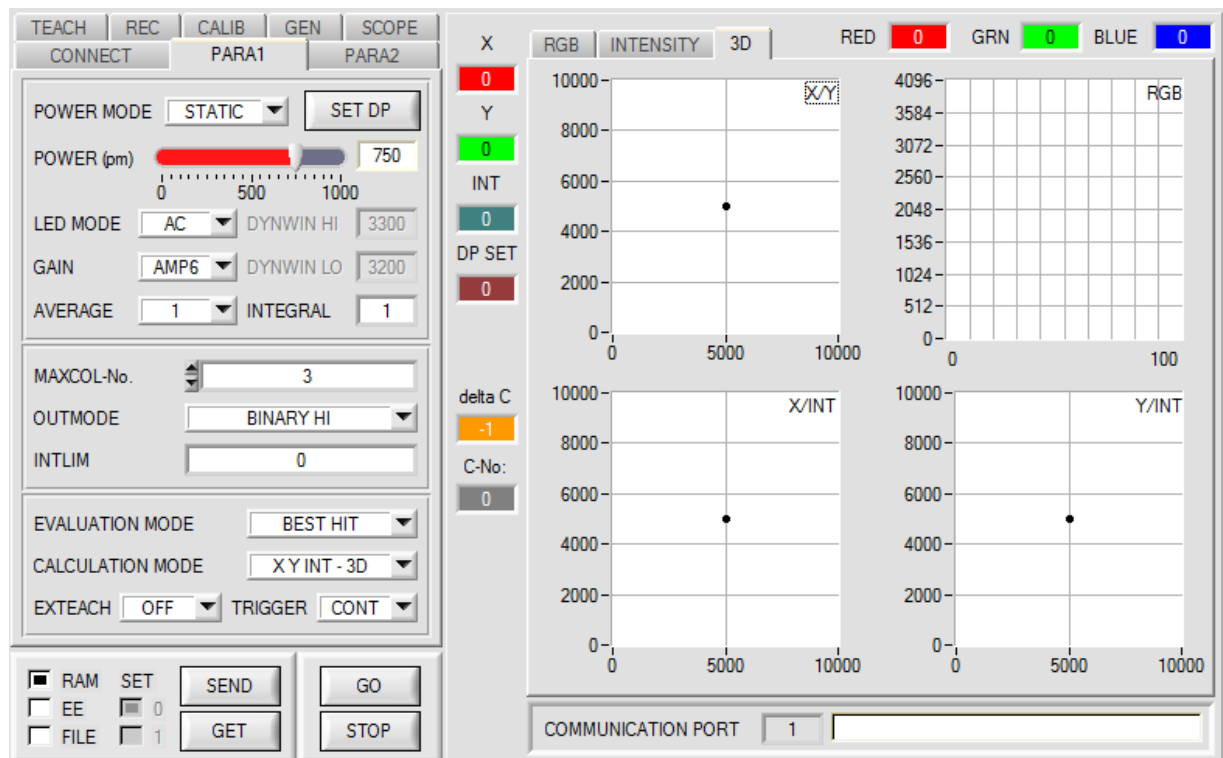 TEACH REC CALIB GEN SCOPE
CONNECT PARA1 PARA2
POWER MODE STATIC SET DP
POWER (pm) 750
0 500 1000
LED MODE AC DYNWIN HI 3300
GAIN AMP6 DYNWIN LO 3200
AVERAGE 1 INTEGRAL 1
MAXCOL-No. 3
OUTMODE BINARY HI
INTLIM 0
EVALUATION MODE BEST HIT
CALCULATION MODE X Y INT - 3D
EXTEACH OFF TRIGGER CONT
RAM SET SEND GO
EE 0
FILE 1 GET STOP
X
0
Y
0
INT
0
DP SET
0
delta C
-1
C-No:
0
RGB INTENSITY 3D RED 0 GRN 0 BLUE 0
X/Y
10000
8000
6000
4000
2000
0
0 5000 10000
RGB
4096
3584
3072
2560
2048
1536
1024
512
0
0 100
X/INT
10000
8000
6000
4000
2000
0
0 5000 10000
Y/INT
10000
8000
6000
4000
2000
0
0 5000 10000
COMMUNICATION PORT 1